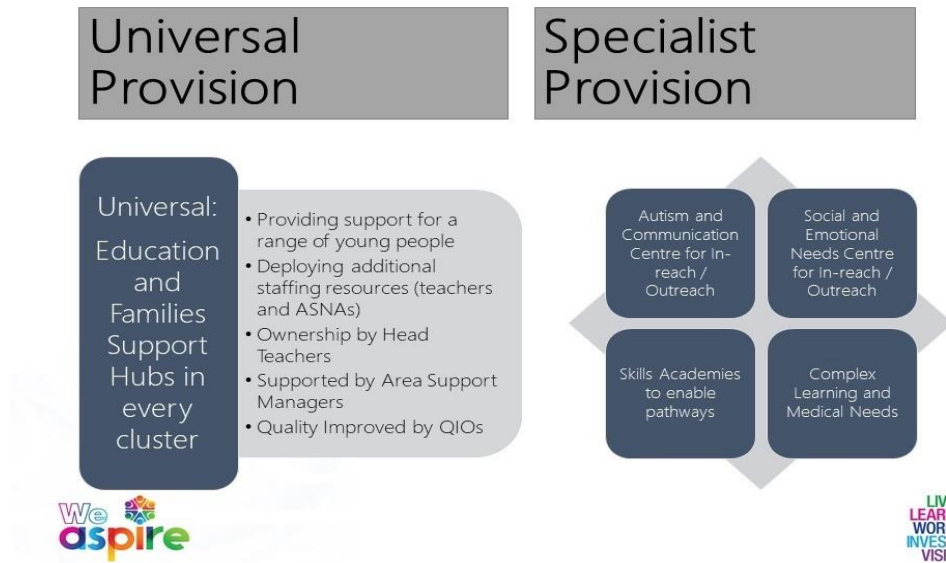 Universal
Provision
Specialist
Provision
Universal:
Education
and
Families
Support
Hubs in
every
cluster
• Providing support for a
range of young people
• Deploying additional
staffing resources (teachers
and ASNAs)
• Ownership by Head
Teachers
• Supported by Area Support
Managers
• Quality Improved by QIOs
Autism and
Communication
Centre for In-
reach /
Outreach
Social and
Emotional
Needs Centre
for In-reach /
Outreach
Skills Academies
to enable
pathways
Complex
Learning and
Medical Needs
We
aspire
LIV
LEAR
WOR
INVES
VISI